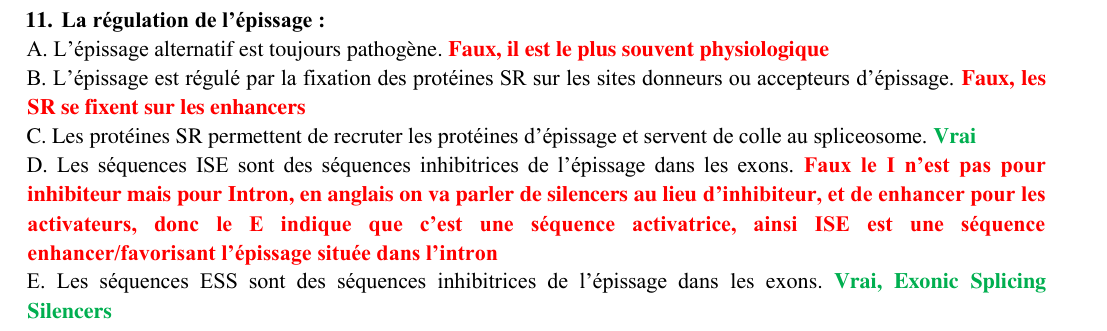 11. La régulation de l'épissage :
A. L'épissage alternatif est toujours pathogène. Faux, il est le plus souvent physiologique
B. L'épissage est régulé par la fixation des protéines SR sur les sites donneurs ou accepteurs d'épissage. Faux, les
SR se fixent sur les enhancers
C. Les protéines SR permettent de recruter les protéines d'épissage et servent de colle au spliceosome. Vrai
D. Les séquences ISE sont des séquences inhibitrices de l'épissage dans les exons. Faux le I n'est pas pour
inhibiteur mais pour Intron, en anglais on va parler de silencers au lieu d'inhibiteur, et de enhancer pour les
activateurs, donc le E indique que c'est une séquence activatrice, ainsi ISE est une séquence
enhancer/favorisant l'épissage située dans l'intron
E. Les séquences ESS sont des séquences inhibitrices de l'épissage dans les exons. Vrai, Exonic Splicing
Silencers